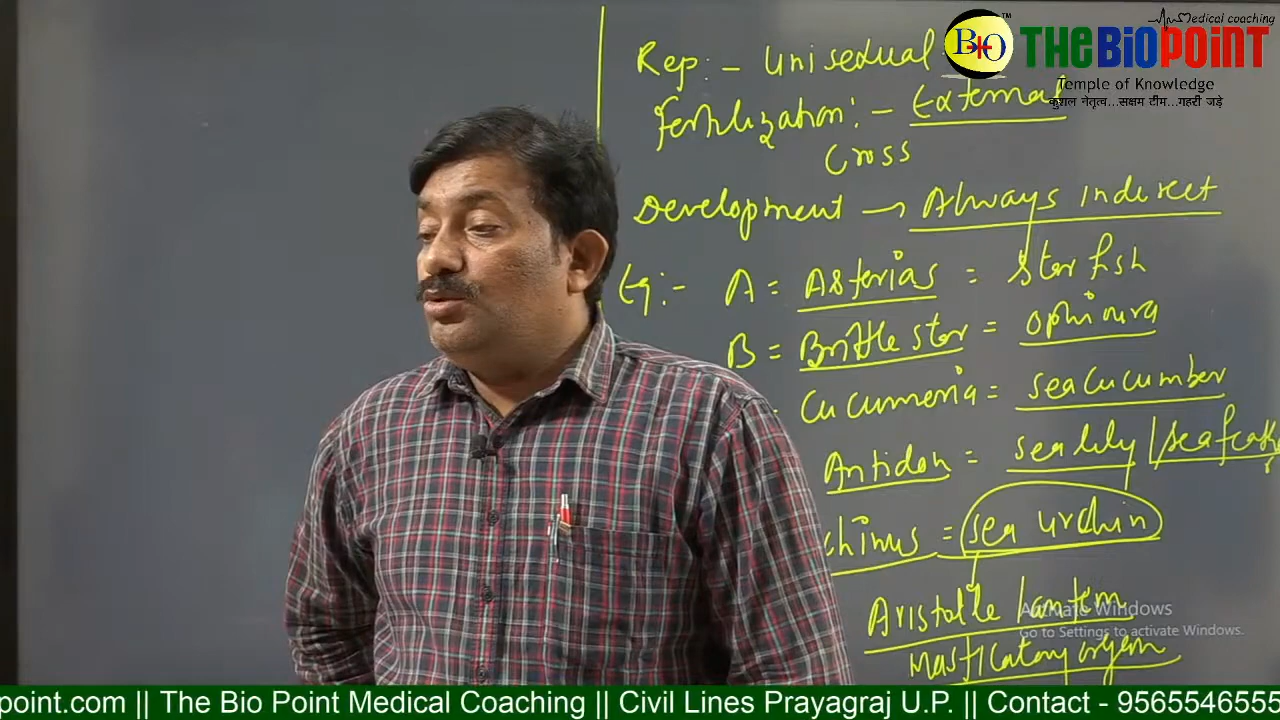 Medical coaching
BIO THE BIO POINT™
Temple of Knowledge
कुशल नेतृत्व...सक्षम टीम...गहरी जड़े
Rep:- Unisexual
Fertilization:- External
Cross
Development → Always indirect
Eg:- A = Asterias = Star fish
B = Brittle star = ophiura
Cucumeria = sea cucumber
Antidon = sea lily /
chinus = sea urchin
Aristotle lantern
Masticatory organ
Activate Windows
Go to Settings to activate Windows.
point.com || The Bio Point Medical Coaching || Civil Lines Prayagraj U.P. || Contact - 9565546555